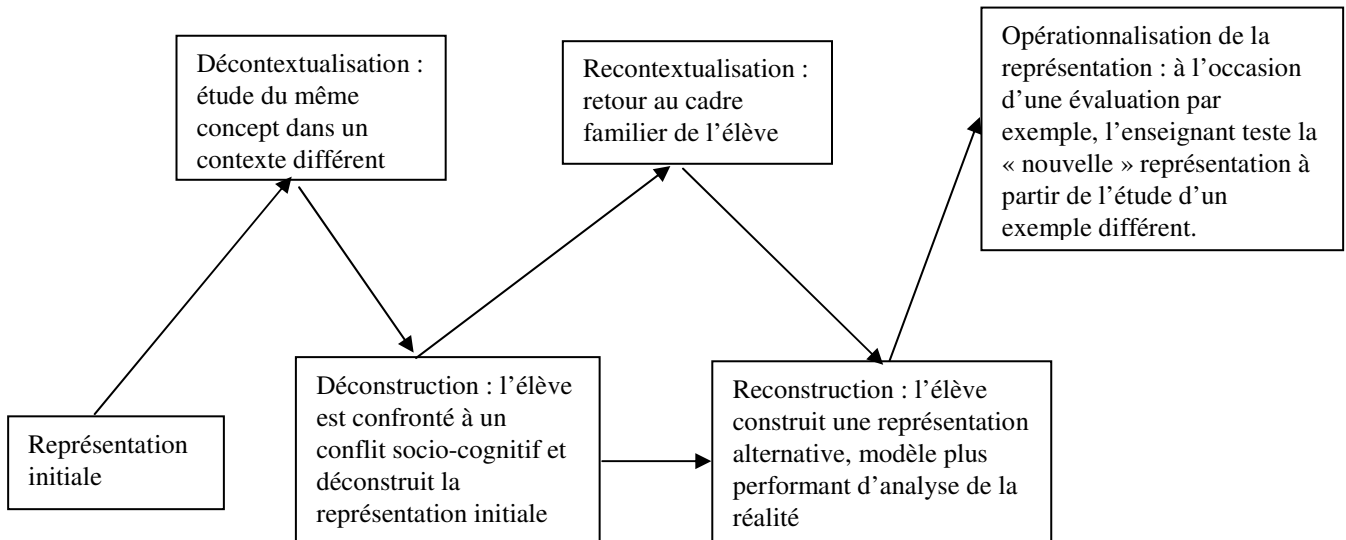 Décontextualisation :
étude du même
concept dans un
contexte différent
Recontextualisation :
retour au cadre
familier de l’élève
Opérationnalisation de la
représentation : à l’occasion
d’une évaluation par
exemple, l’enseignant teste la
« nouvelle » représentation à
partir de l’étude d’un
exemple différent.
Représentation
initiale
Déconstruction : l’élève
est confronté à un
conflit socio-cognitif et
déconstruit la
représentation initiale
Reconstruction : l’élève
construit une représentation
alternative, modèle plus
performant d’analyse de la
réalité